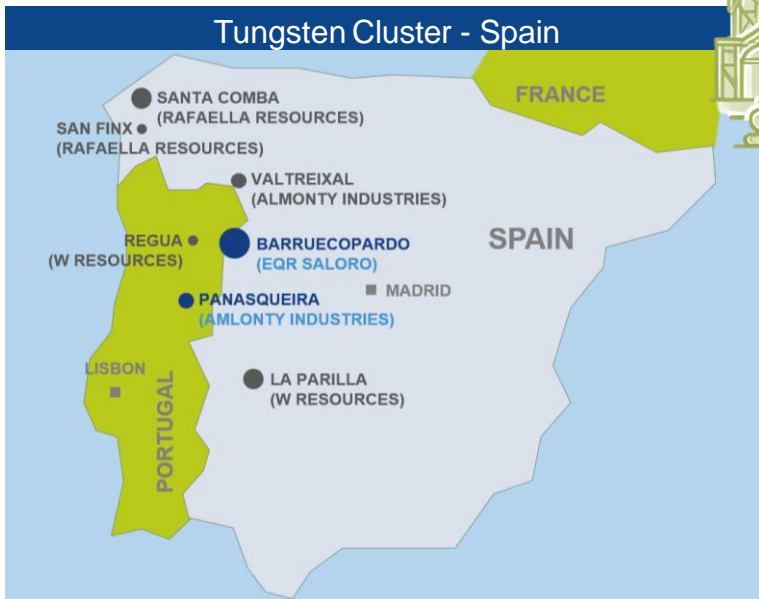 Tungsten Cluster - Spain
FRANCE
SANTA COMBA
(RAFAELLA RESOURCES)
SAN FINX
(RAFAELLA RESOURCES)
VALTREIXAL
(ALMONTY INDUSTRIES)
REGUA
(W RESOURCES)
BARRUECOPARDO
(EQR SALORO)
SPAIN
MADRID
PANASQUEIRA
(AMLONTY INDUSTRIES)
LISBON
PORTUGAL
LA PARILLA
(W RESOURCES)